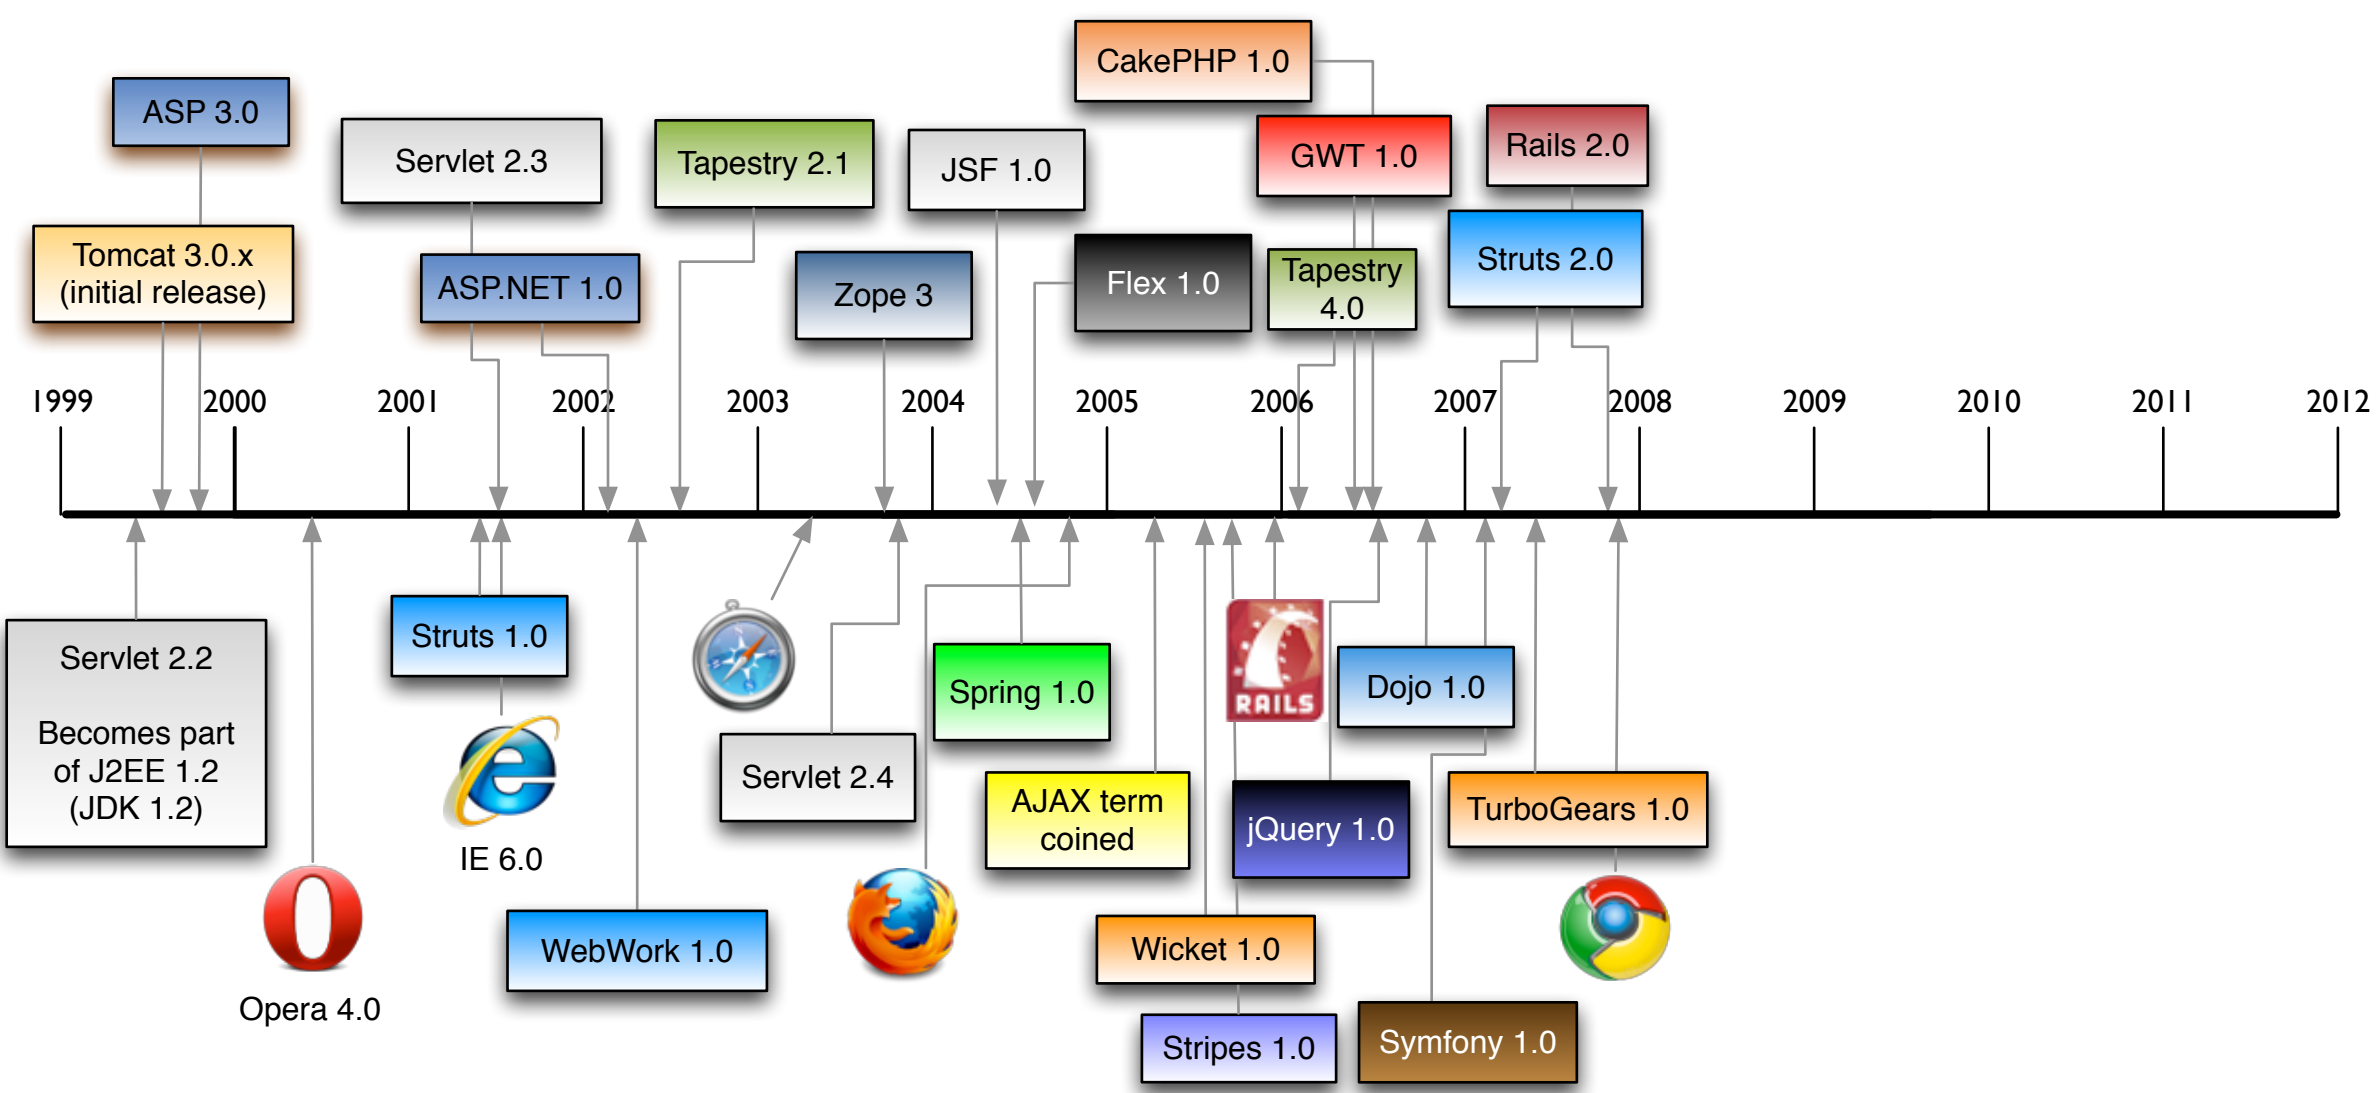 CakePHP 1.0
ASP 3.0
Servlet 2.3
Tapestry 2.1
JSF 1.0
GWT 1.0
Rails 2.0
Tomcat 3.0.x
(initial release)
ASP.NET 1.0
Zope 3
Flex 1.0
Tapestry
4.0
Struts 2.0
1999
2000
2001
2002
2003
2004
2005
2006
2007
2008
2009
2010
2011
2012
Servlet 2.2
Becomes part
of J2EE 1.2
(JDK 1.2)
Struts 1.0
IE 6.0
Opera 4.0
WebWork 1.0
Servlet 2.4
Spring 1.0
AJAX term
coined
RAILS
Dojo 1.0
jQuery 1.0
TurboGears 1.0
Wicket 1.0
Stripes 1.0
Symfony 1.0
N
S